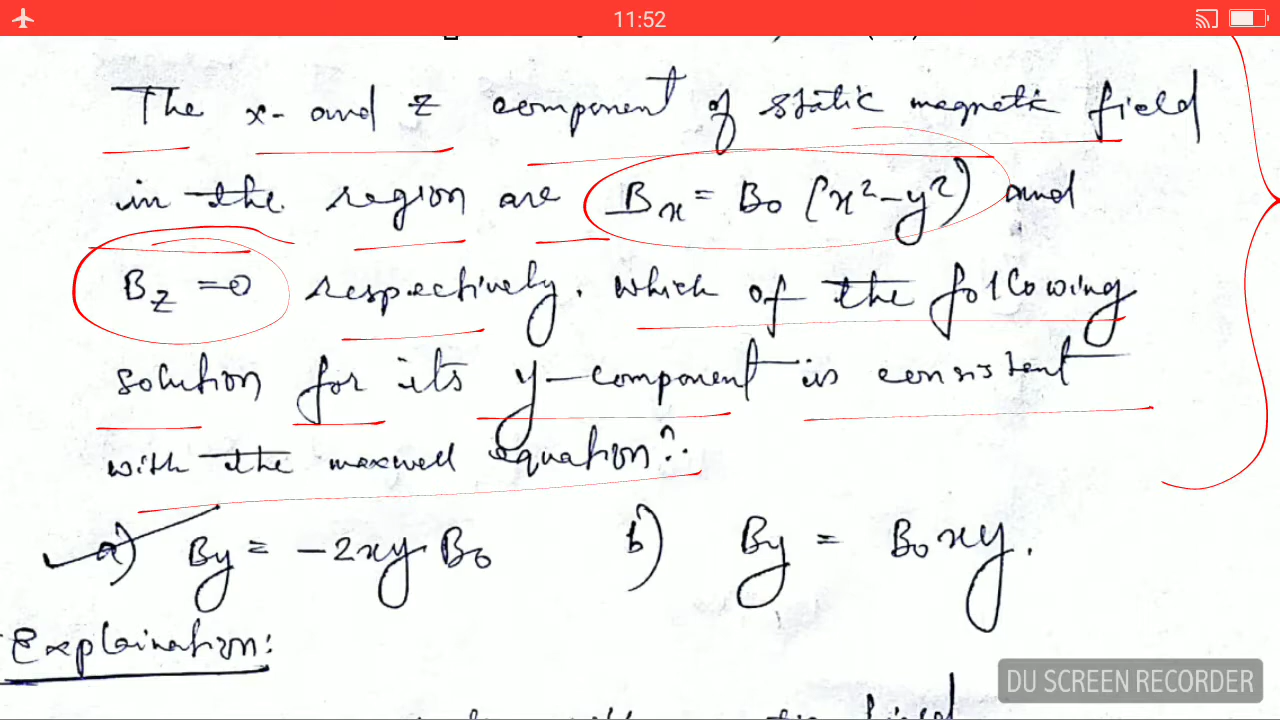 11:52
The x- and z component of static magnetic field
in the region are Bx = B0 (x²-y²) and
Bz =0 respectively. which of the following
solution for its y-component is consistent
with the maxwell equation?
a) By = -2xy B0 b) By = B0xy.
Explaination:
DU SCREEN RECORDER